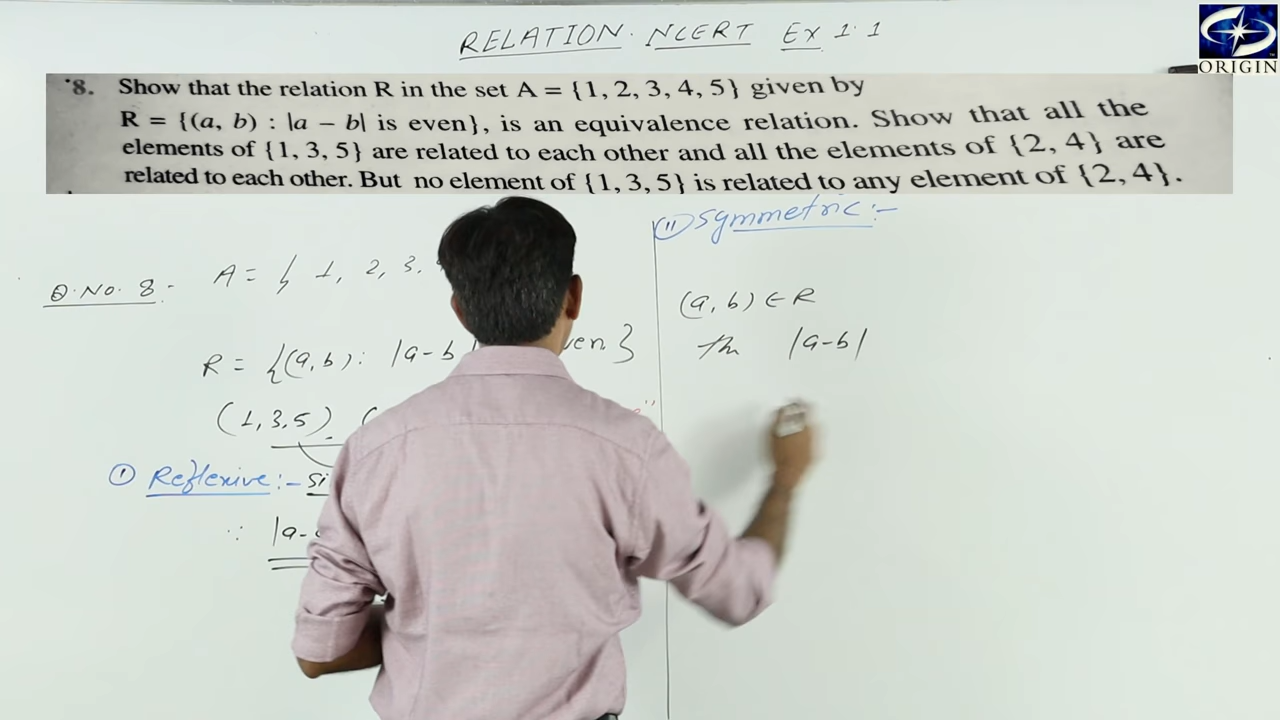 RELATION. NCERT Ex 1.1
ORIGIN
8. Show that the relation R in the set A = {1, 2, 3, 4, 5} given by
R = {(a, b) : |a – b| is even}, is an equivalence relation. Show that all the
elements of {1, 3, 5} are related to each other and all the elements of {2, 4} are
related to each other. But no element of {1, 3, 5} is related to any element of {2, 4}.
Q.No. 8 - A = { 1, 2, 3,
R = {(a,b): |a-b| ven}
(1,3,5)
(i) Reflexive:- Si
∵ |a-
(ii) Symmetric:-
(a, b) ∈ R
th |a-b|